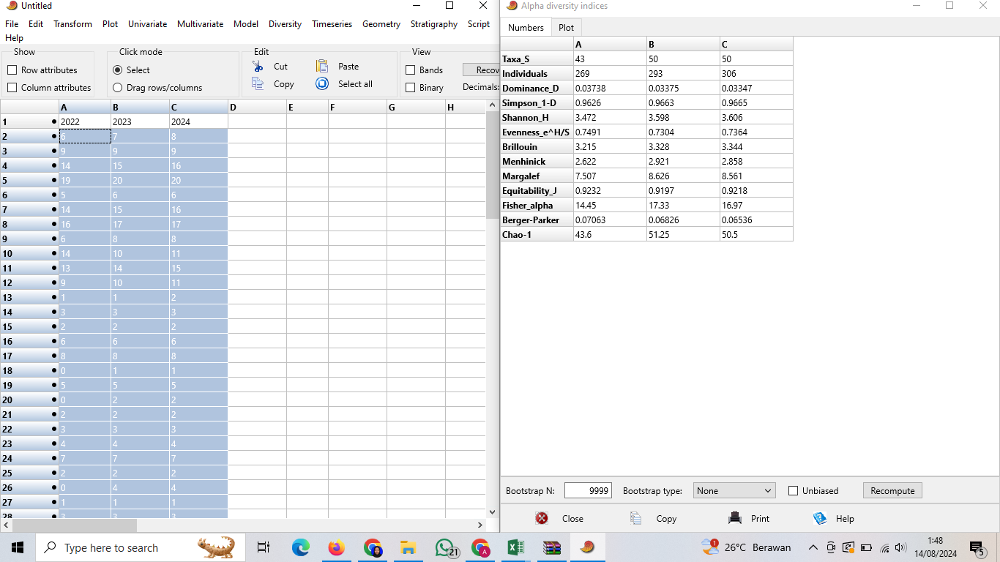 Untitled
File Edit Transform Plot Univariate Multivariate Model Diversity Timeseries Geometry Stratigraphy Script
Help
Show Click mode Edit View
Row attributes Select Cut Paste Bands Recov
Column attributes Drag rows/columns Copy Select all Binary Decimals:
A B C D E F G H
1 • 2022 2023 2024
2 • 6 7 8
3 • 9 9 9
4 • 14 15 16
5 • 19 20 20
6 • 5 6 6
7 • 14 15 16
8 • 16 17 17
9 • 6 8 8
10 • 14 10 11
11 • 13 14 15
12 • 9 10 11
13 • 1 1 2
14 • 3 3 3
15 • 2 2 2
16 • 6 6 6
17 • 8 8 8
18 • 0 1 1
19 • 5 5 5
20 • 0 2 2
21 • 2 2 2
22 • 3 3 3
23 • 4 4 4
24 • 7 7 7
25 • 2 2 2
26 • 0 4 4
27 • 1 1 1
28 • 3 3 3
Alpha diversity indices
Numbers Plot
A B C
Taxa_S 43 50 50
Individuals 269 293 306
Dominance_D 0.03738 0.03375 0.03347
Simpson_1-D 0.9626 0.9663 0.9665
Shannon_H 3.472 3.598 3.606
Evenness_e^H/S 0.7491 0.7304 0.7364
Brillouin 3.215 3.328 3.344
Menhinick 2.622 2.921 2.858
Margalef 7.507 8.626 8.561
Equitability_J 0.9232 0.9197 0.9218
Fisher_alpha 14.45 17.33 16.97
Berger-Parker 0.07063 0.06826 0.06536
Chao-1 43.6 51.25 50.5
Bootstrap N: 9999 Bootstrap type: None Unbiased Recompute
Close Copy Print Help
Type here to search 21 A 1 26°C Berawan 1:48
14/08/2024 5